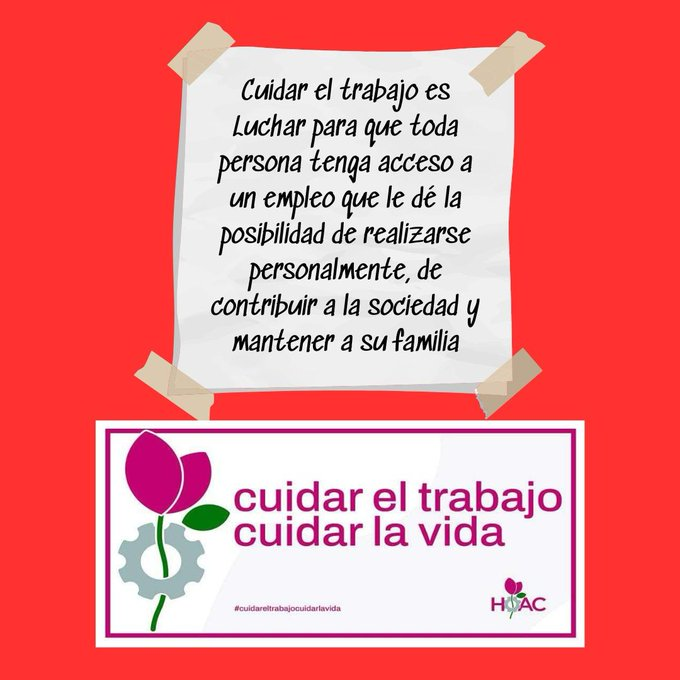 Cuidar el trabajo es
Luchar para que toda
persona tenga acceso a
un empleo que le dé la
posibilidad de realizarse
personalmente, de
contribuir a la sociedad y
mantener a su familia
cuidar el trabajo
cuidar la vida
#cuidareltrabajocuidarlavida
HOAC